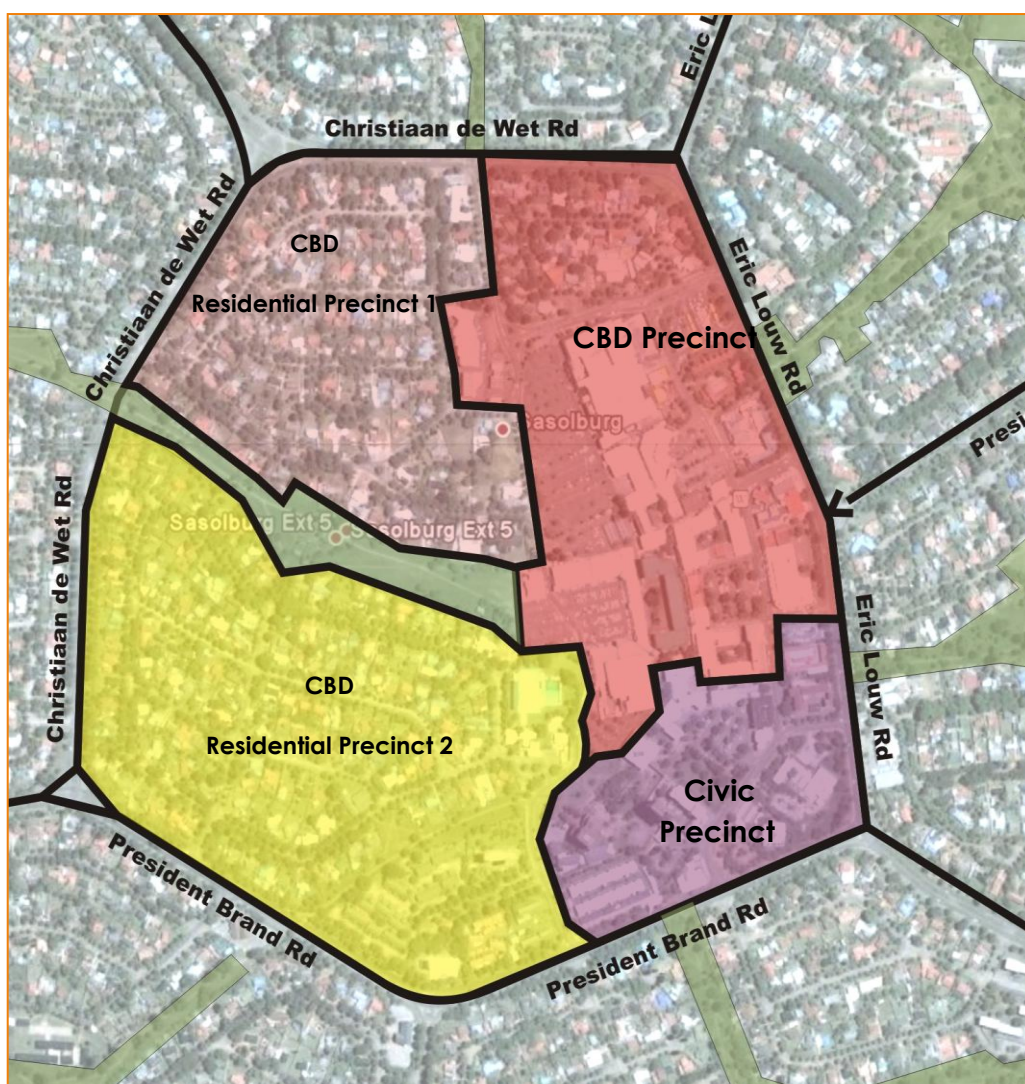 Eric L
Christiaan de Wet Rd
Christiaan de Wet Rd
CBD
Residential Precinct 1
Eric Louw Rd
CBD Precinct
Sasolburg
Presi
Sasolburg Ext 5
Sasolburg Ext 5
Christiaan de Wet Rd
Eric Louw Rd
CBD
Residential Precinct 2
Civic
Precinct
President Brand Rd
President Brand Rd